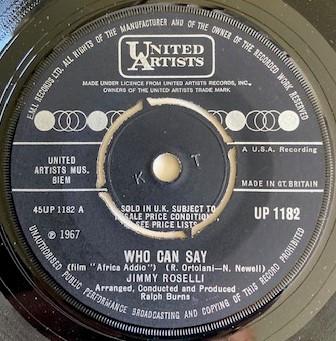 E.M.I. RECORDS LTD. ALL RIGHTS OF THE MANUFACTURER AND OF THE OWNER OF THE RECORDED WORK RESERVED
UNITED
ARTISTS
MADE UNDER LICENCE FROM UNITED ARTISTS RECORDS, INC.,
OWNERS OF THE UNITED ARTISTS TRADE MARK
A U.S.A. Recording
UNITED
ARTISTS MUS.
BIEM
K T
MADE IN GT. BRITAIN
45UP 1182 A
SOLD IN U.K. SUBJECT TO
RESALE PRICE CONDITIONS
SEE PRICE LISTS
UP 1182
℗ 1967
WHO CAN SAY
(film "Africa Addio") (R. Ortolani—N. Newell)
JIMMY ROSELLI
Arranged, Conducted and Produced
Ralph Burns
UNAUTHORISED PUBLIC PERFORMANCE BROADCASTING AND COPYING OF THIS RECORD PROHIBITED